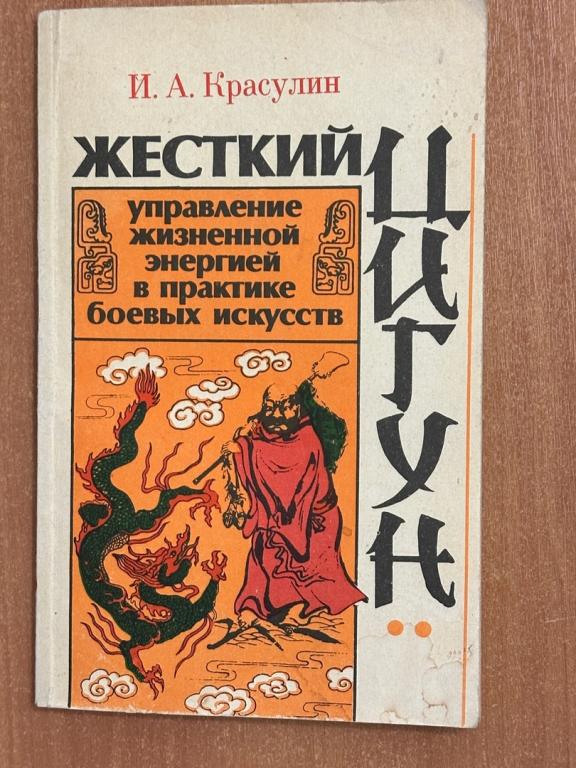 И. А. Красулин
ЖЕСТКИЙ
ЦИГУН
управление
жизненной
энергией
в практике
боевых искусств